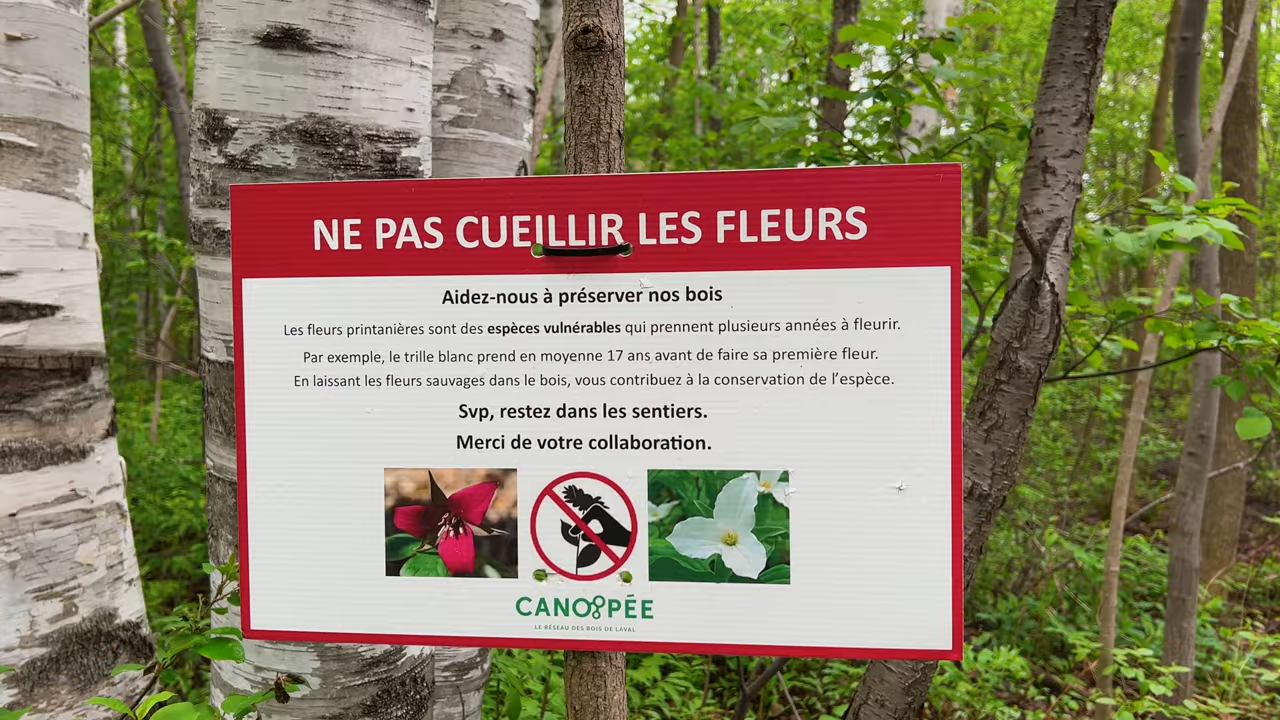 NE PAS CUEILLIR LES FLEURS
Aidez-nous à préserver nos bois
Les fleurs printanières sont des espèces vulnérables qui prennent plusieurs années à fleurir.
Par exemple, le trille blanc prend en moyenne 17 ans avant de faire sa première fleur.
En laissant les fleurs sauvages dans le bois, vous contribuez à la conservation de l'espèce.
Svp, restez dans les sentiers.
Merci de votre collaboration.
CANOPÉE
LE RÉSEAU DES BOIS DE LAVAL